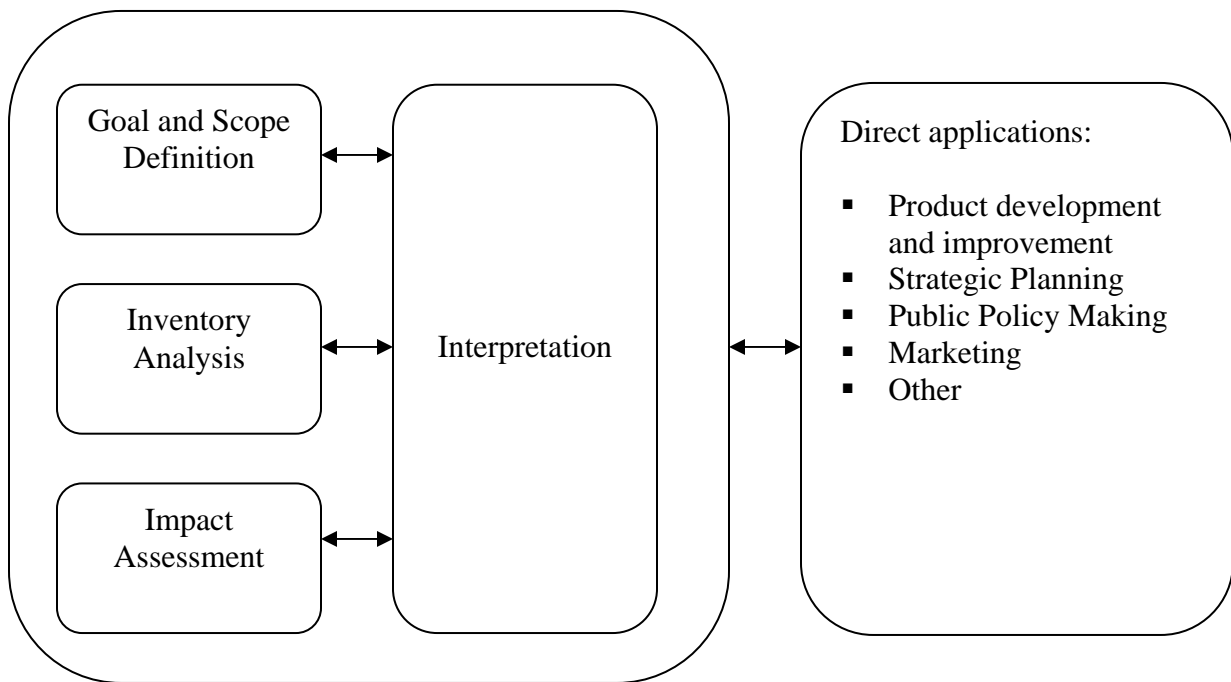 Goal and Scope
Definition
Inventory
Analysis
Impact
Assessment
Interpretation
Direct applications:
▪ Product development
and improvement
▪ Strategic Planning
▪ Public Policy Making
▪ Marketing
▪ Other